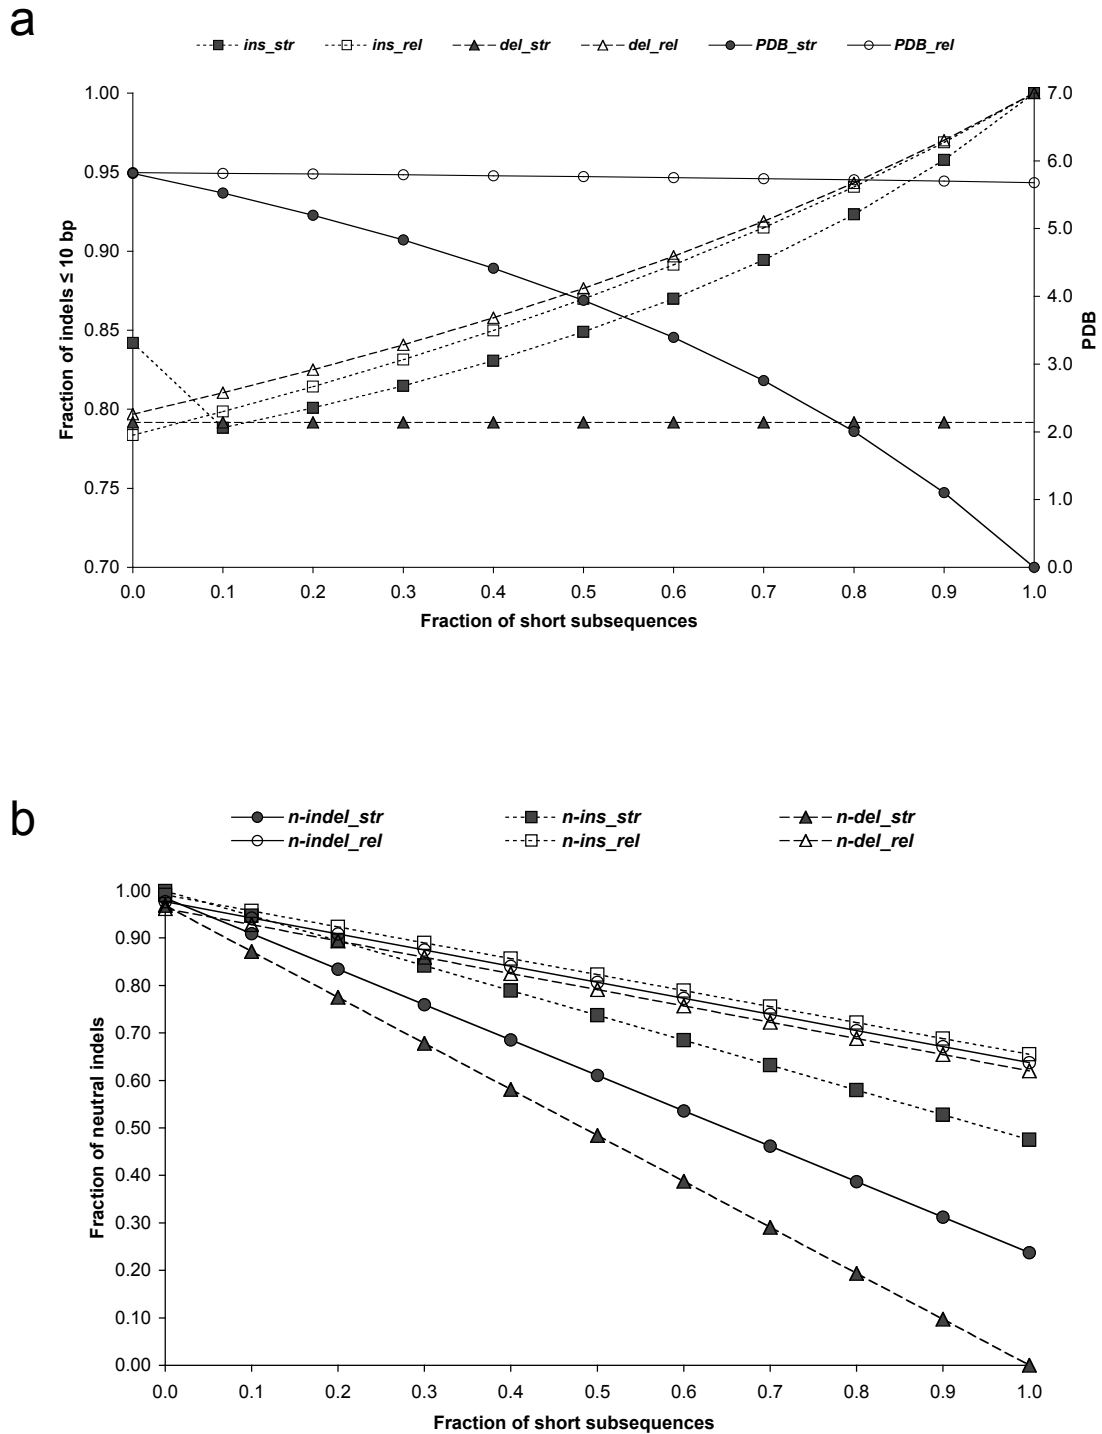 a
ins_str ins_rel del_str del_rel PDB_str PDB_rel
1.00 7.0
0.95 6.0
0.90 5.0
0.85 4.0
0.80 3.0
0.75 2.0
0.70 1.0
0.0
Fraction of indels ≤ 10 bp
PDB
0.0 0.1 0.2 0.3 0.4 0.5 0.6 0.7 0.8 0.9 1.0
Fraction of short subsequences
b
n-indel_str n-ins_str n-del_str
n-indel_rel n-ins_rel n-del_rel
1.00
0.90
0.80
0.70
0.60
0.50
0.40
0.30
0.20
0.10
0.00
Fraction of neutral indels
0.0 0.1 0.2 0.3 0.4 0.5 0.6 0.7 0.8 0.9 1.0
Fraction of short subsequences